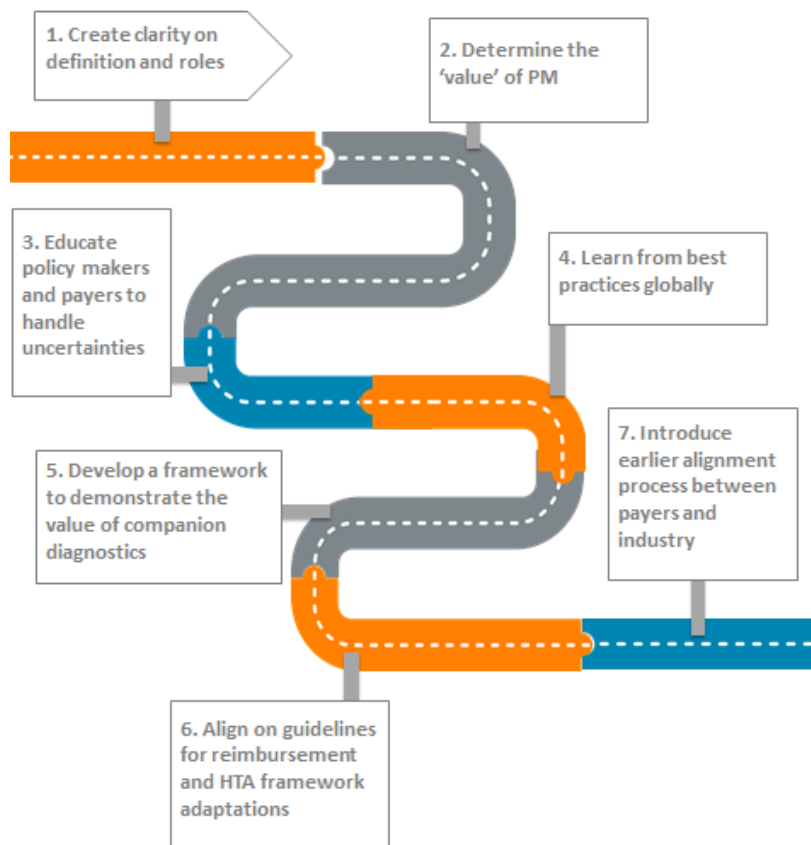 1. Create clarity on
definition and roles
2. Determine the
‘value’ of PM
3. Educate
policy makers
and payers to
handle
uncertainties
4. Learn from best
practices globally
5. Develop a framework
to demonstrate the
value of companion
diagnostics
7. Introduce
earlier alignment
process between
payers and
industry
6. Align on guidelines
for reimbursement
and HTA framework
adaptations